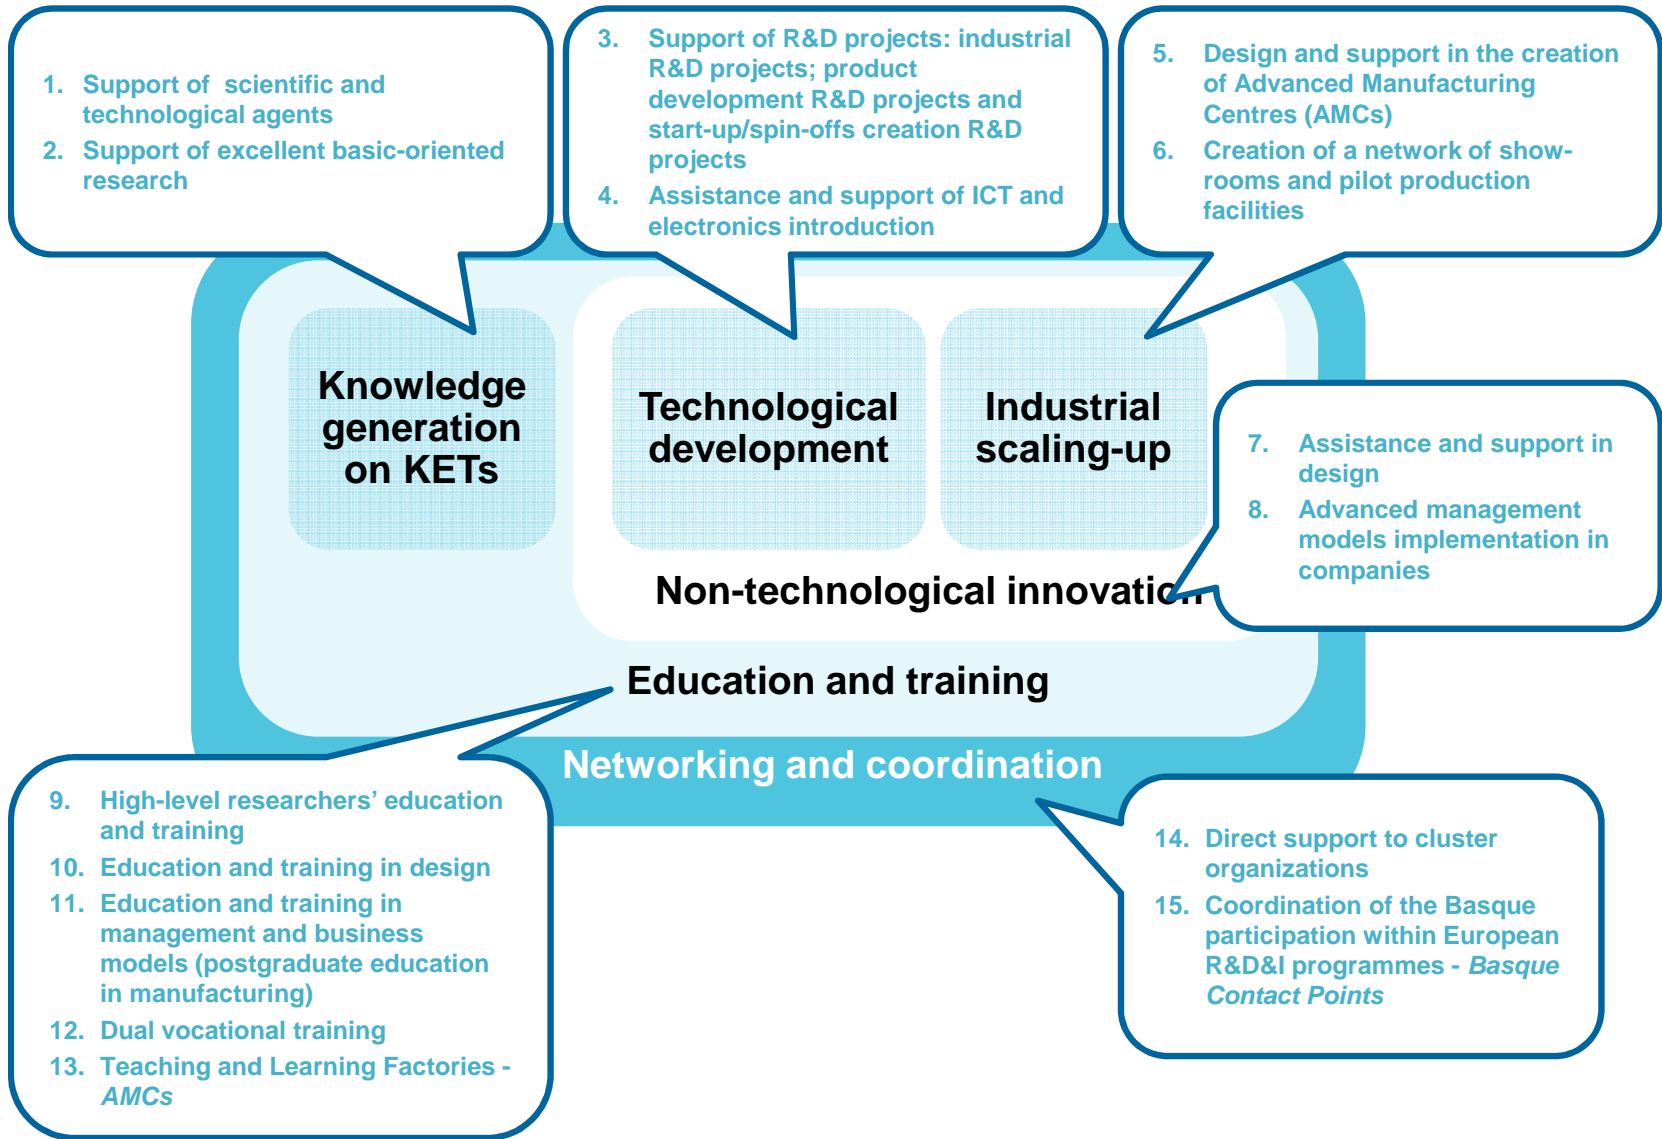 1. Support of scientific and
technological agents
2. Support of excellent basic-oriented
research
3. Support of R&D projects: industrial
R&D projects; product
development R&D projects and
start-up/spin-offs creation R&D
projects
4. Assistance and support of ICT and
electronics introduction
5. Design and support in the creation
of Advanced Manufacturing
Centres (AMCs)
6. Creation of a network of show-
rooms and pilot production
facilities
Knowledge
generation
on KETs
Technological
development
Industrial
scaling-up
7. Assistance and support in
design
8. Advanced management
models implementation in
companies
Non-technological innovation
Education and training
Networking and coordination
9. High-level researchers’ education
and training
10. Education and training in design
11. Education and training in
management and business
models (postgraduate education
in manufacturing)
12. Dual vocational training
13. Teaching and Learning Factories -
AMCs
14. Direct support to cluster
organizations
15. Coordination of the Basque
participation within European
R&D&I programmes - Basque
Contact Points